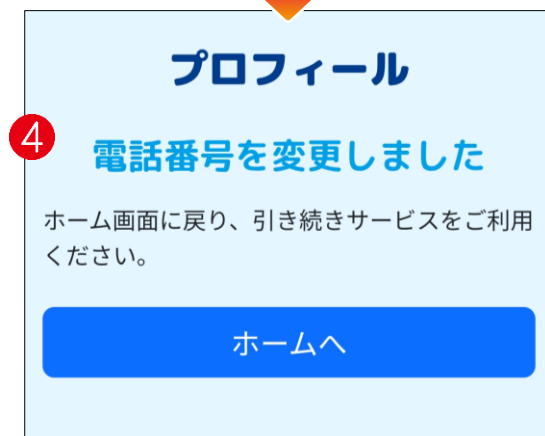 プロフィール
4
電話番号を変更しました
ホーム画面に戻り、引き続きサービスをご利用
ください。
ホームへ